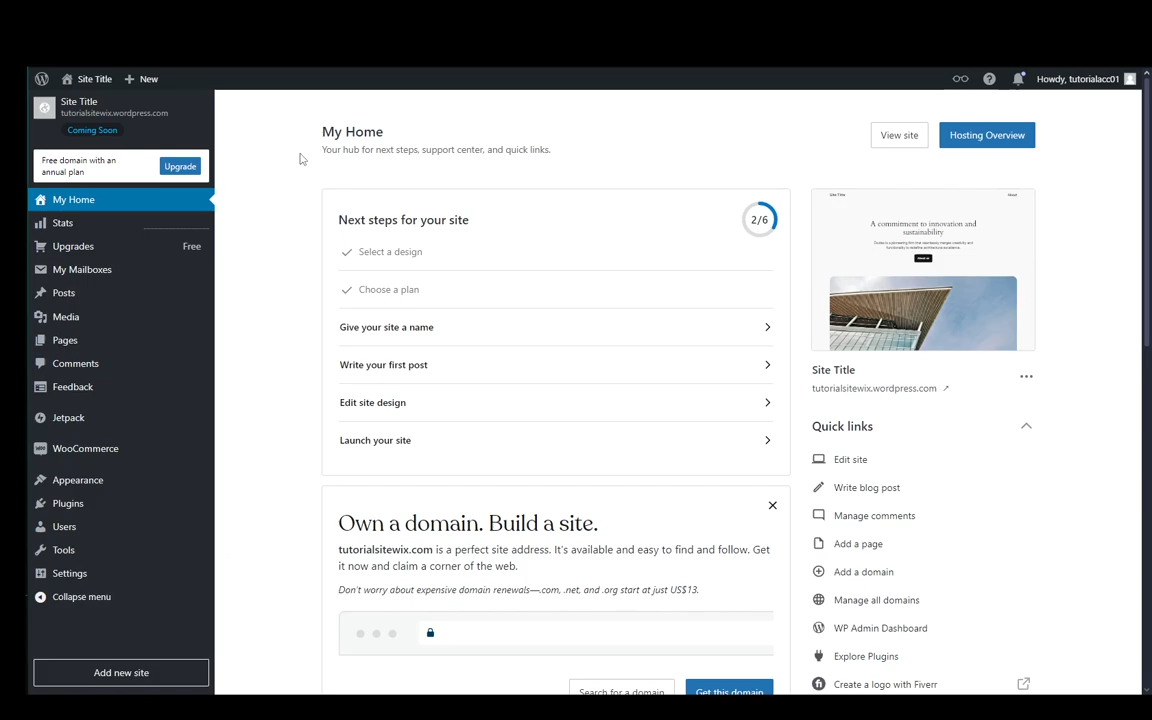 Site Title
New
Howdy, tutorialacc01
Site Title
tutorialsitewix.wordpress.com
Coming Soon
Free domain with an
annual plan
Upgrade
My Home
Stats
Upgrades
Free
My Mailboxes
Posts
Media
Pages
Comments
Feedback
Jetpack
WooCommerce
Appearance
Plugins
Users
Tools
Settings
Collapse menu
Add new site
My Home
Your hub for next steps, support center, and quick links.
View site
Hosting Overview
Next steps for your site
2/6
Select a design
Choose a plan
Give your site a name
Write your first post
Edit site design
Launch your site
Own a domain. Build a site.
tutorialsitewix.com is a perfect site address. It's available and easy to find and follow. Get
it now and claim a corner of the web.
Don't worry about expensive domain renewals—.com, .net, and .org start at just US$13.
Search for a domain
Get this domain
Site Title
About
A commitment to innovation and
sustainability
About us
Site Title
tutorialsitewix.wordpress.com
Quick links
Edit site
Write blog post
Manage comments
Add a page
Add a domain
Manage all domains
WP Admin Dashboard
Explore Plugins
Create a logo with Fiverr